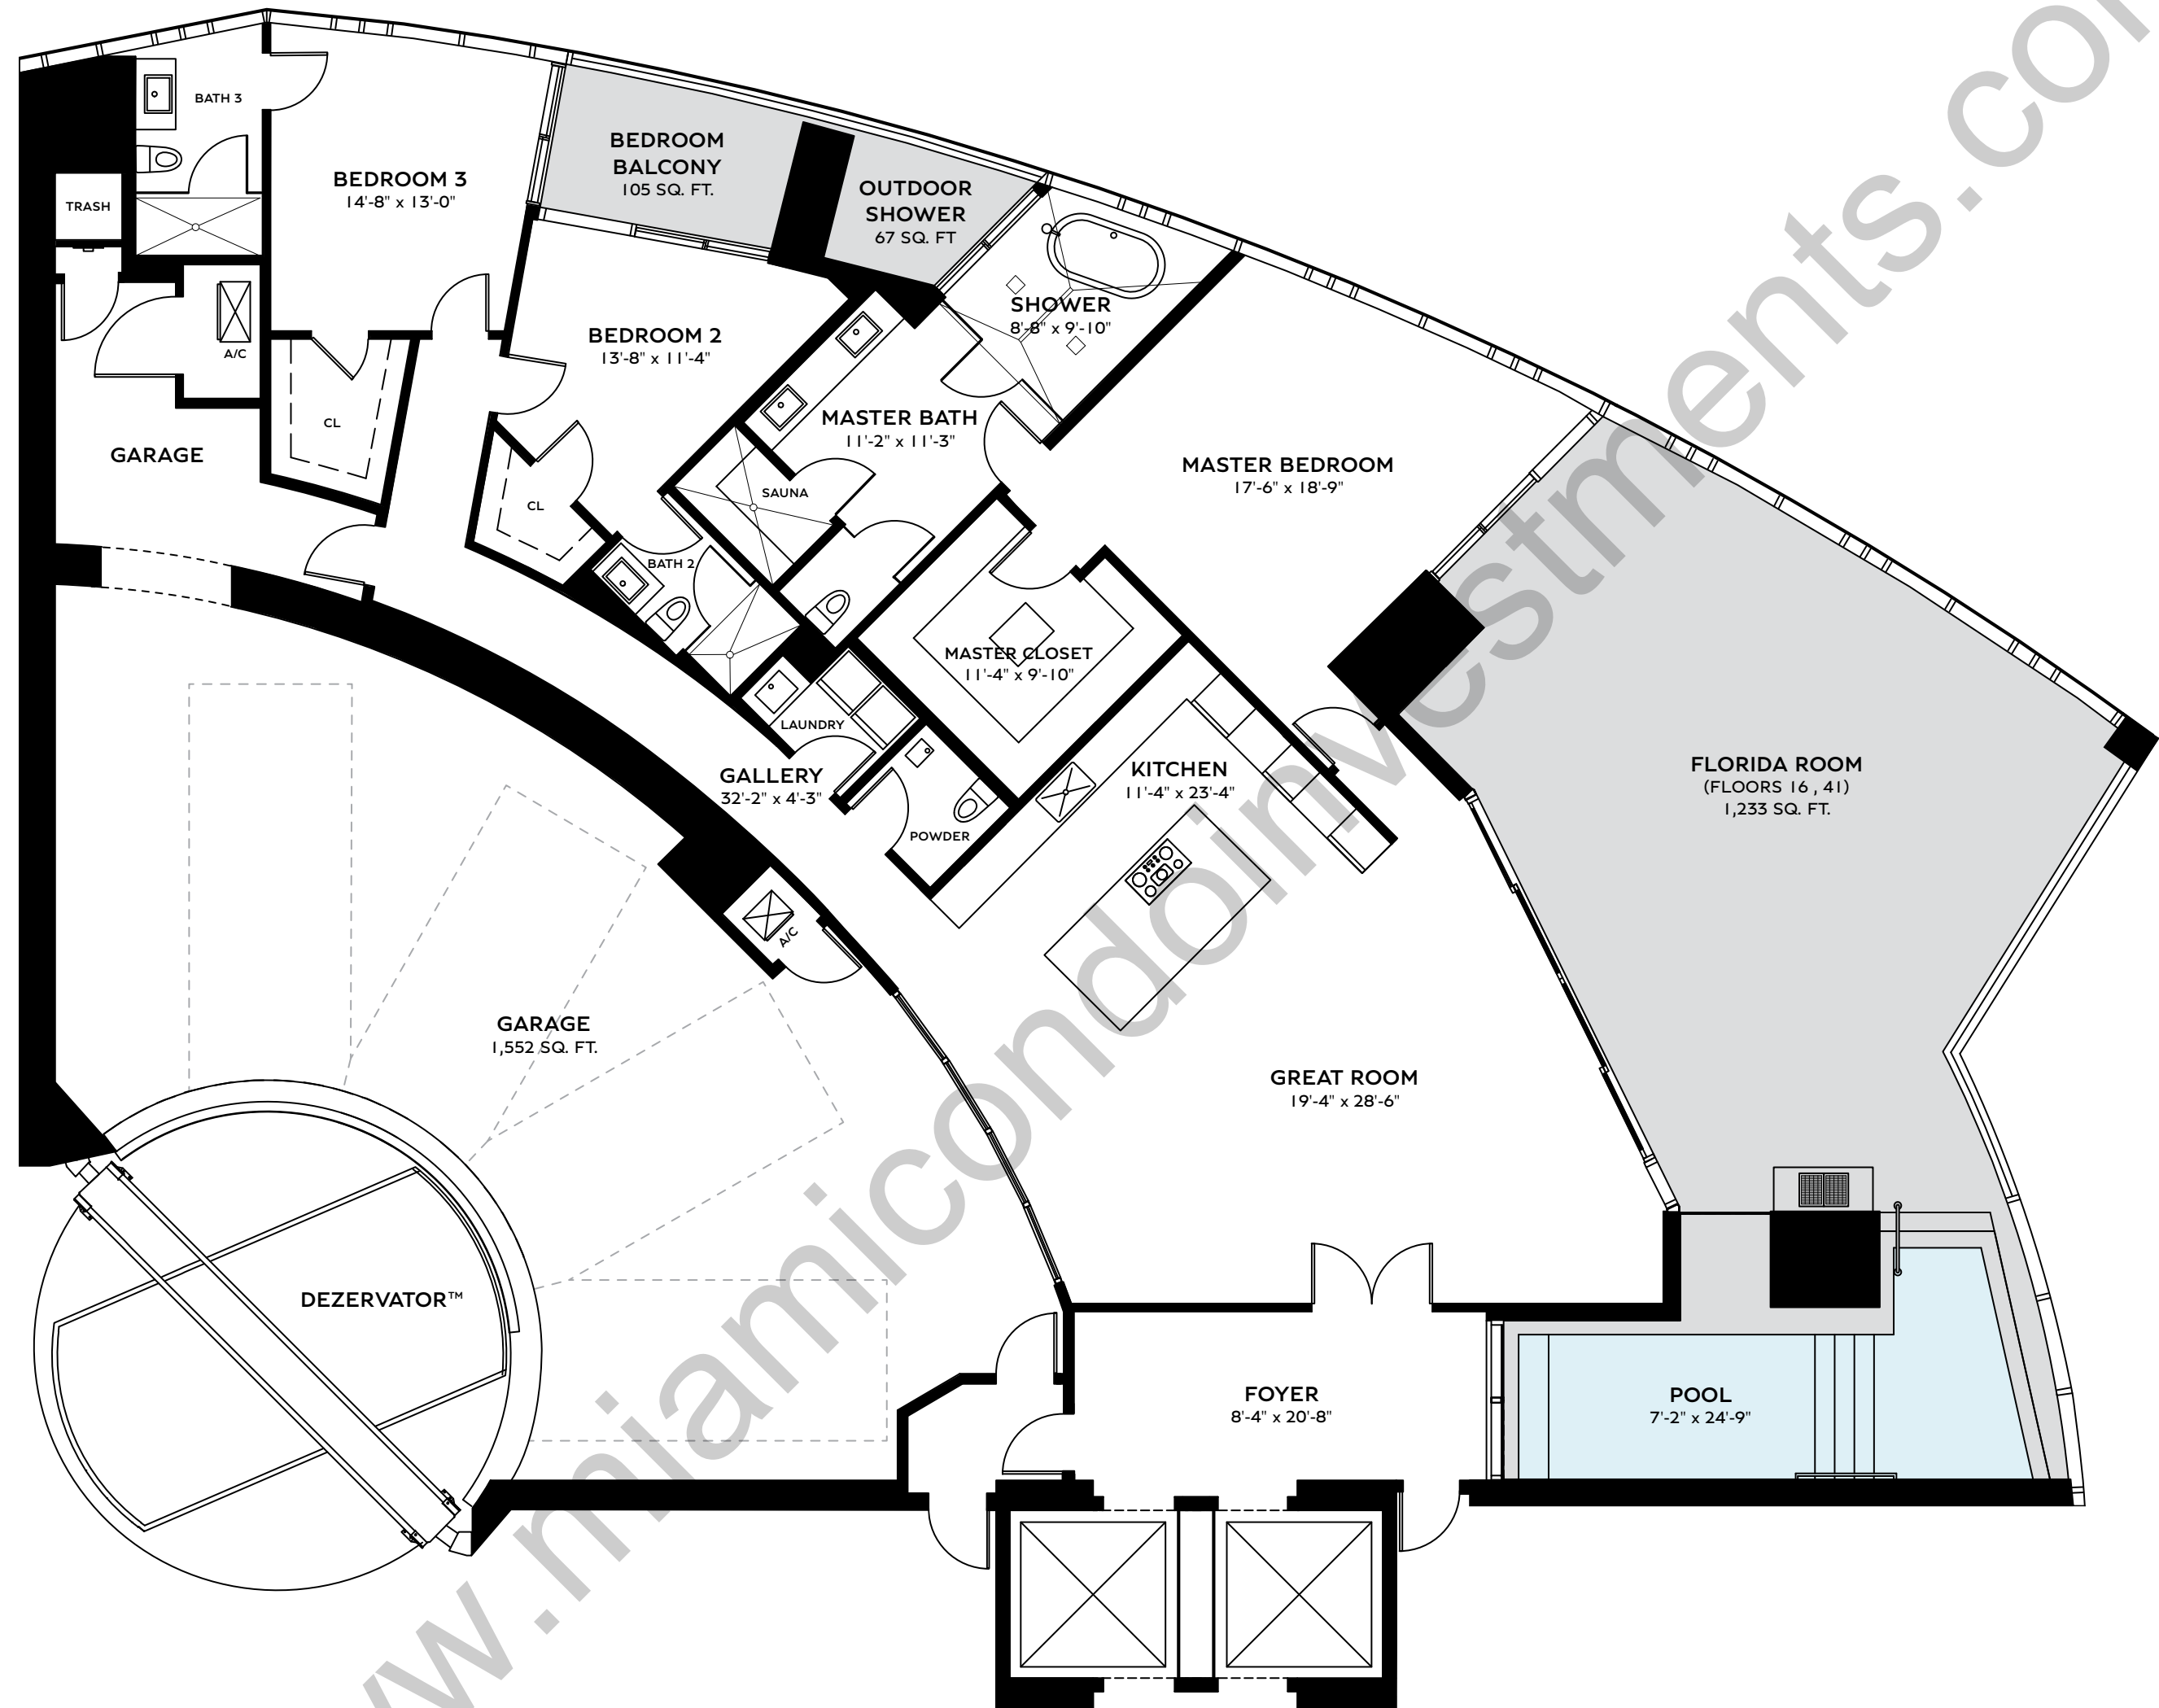 BATH 3
BEDROOM 3
14'-8" x 13'-0"
BEDROOM
BALCONY
105 SQ. FT.
OUTDOOR
SHOWER
67 SQ. FT
TRASH
A/C
SHOWER
8'-8" x 9'-10"
BEDROOM 2
13'-8" x 11'-4"
CL
MASTER BATH
11'-2" x 11'-3"
GARAGE
CL
SAUNA
MASTER BEDROOM
17'-6" x 18'-9"
BATH 2
MASTER CLOSET
11'-4" x 9'-10"
LAUNDRY
GALLERY
32'-2" x 4'-3"
POWDER
KITCHEN
11'-4" x 23'-4"
FLORIDA ROOM
(FLOORS 16 , 41)
1,233 SQ. FT.
A/C
GARAGE
1,552 SQ. FT.
GREAT ROOM
19'-4" x 28'-6"
DEZERVATOR™
FOYER
8'-4" x 20'-8"
POOL
7'-2" x 24'-9"
w.miamicondoinvestments.co